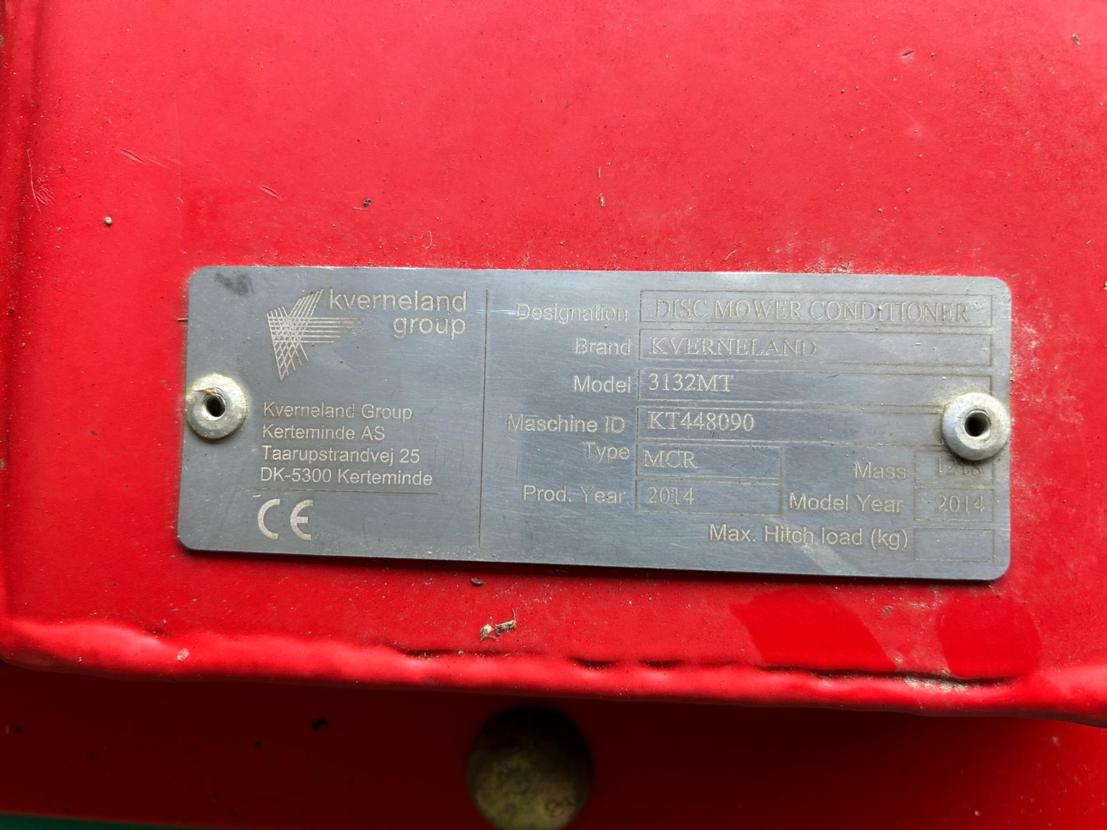 kverneland
group
Kverneland Group
Kerteminde AS
Taarupstrandvej 25
DK-5300 Kerteminde
CE
Designation DISC MOWER CONDITIONER
Brand KVERNELAND
Model 3132MT
Maschine ID KT448090
Type MCR Mass
Prod. Year 2014 Model Year 2014
Max. Hitch load (kg)